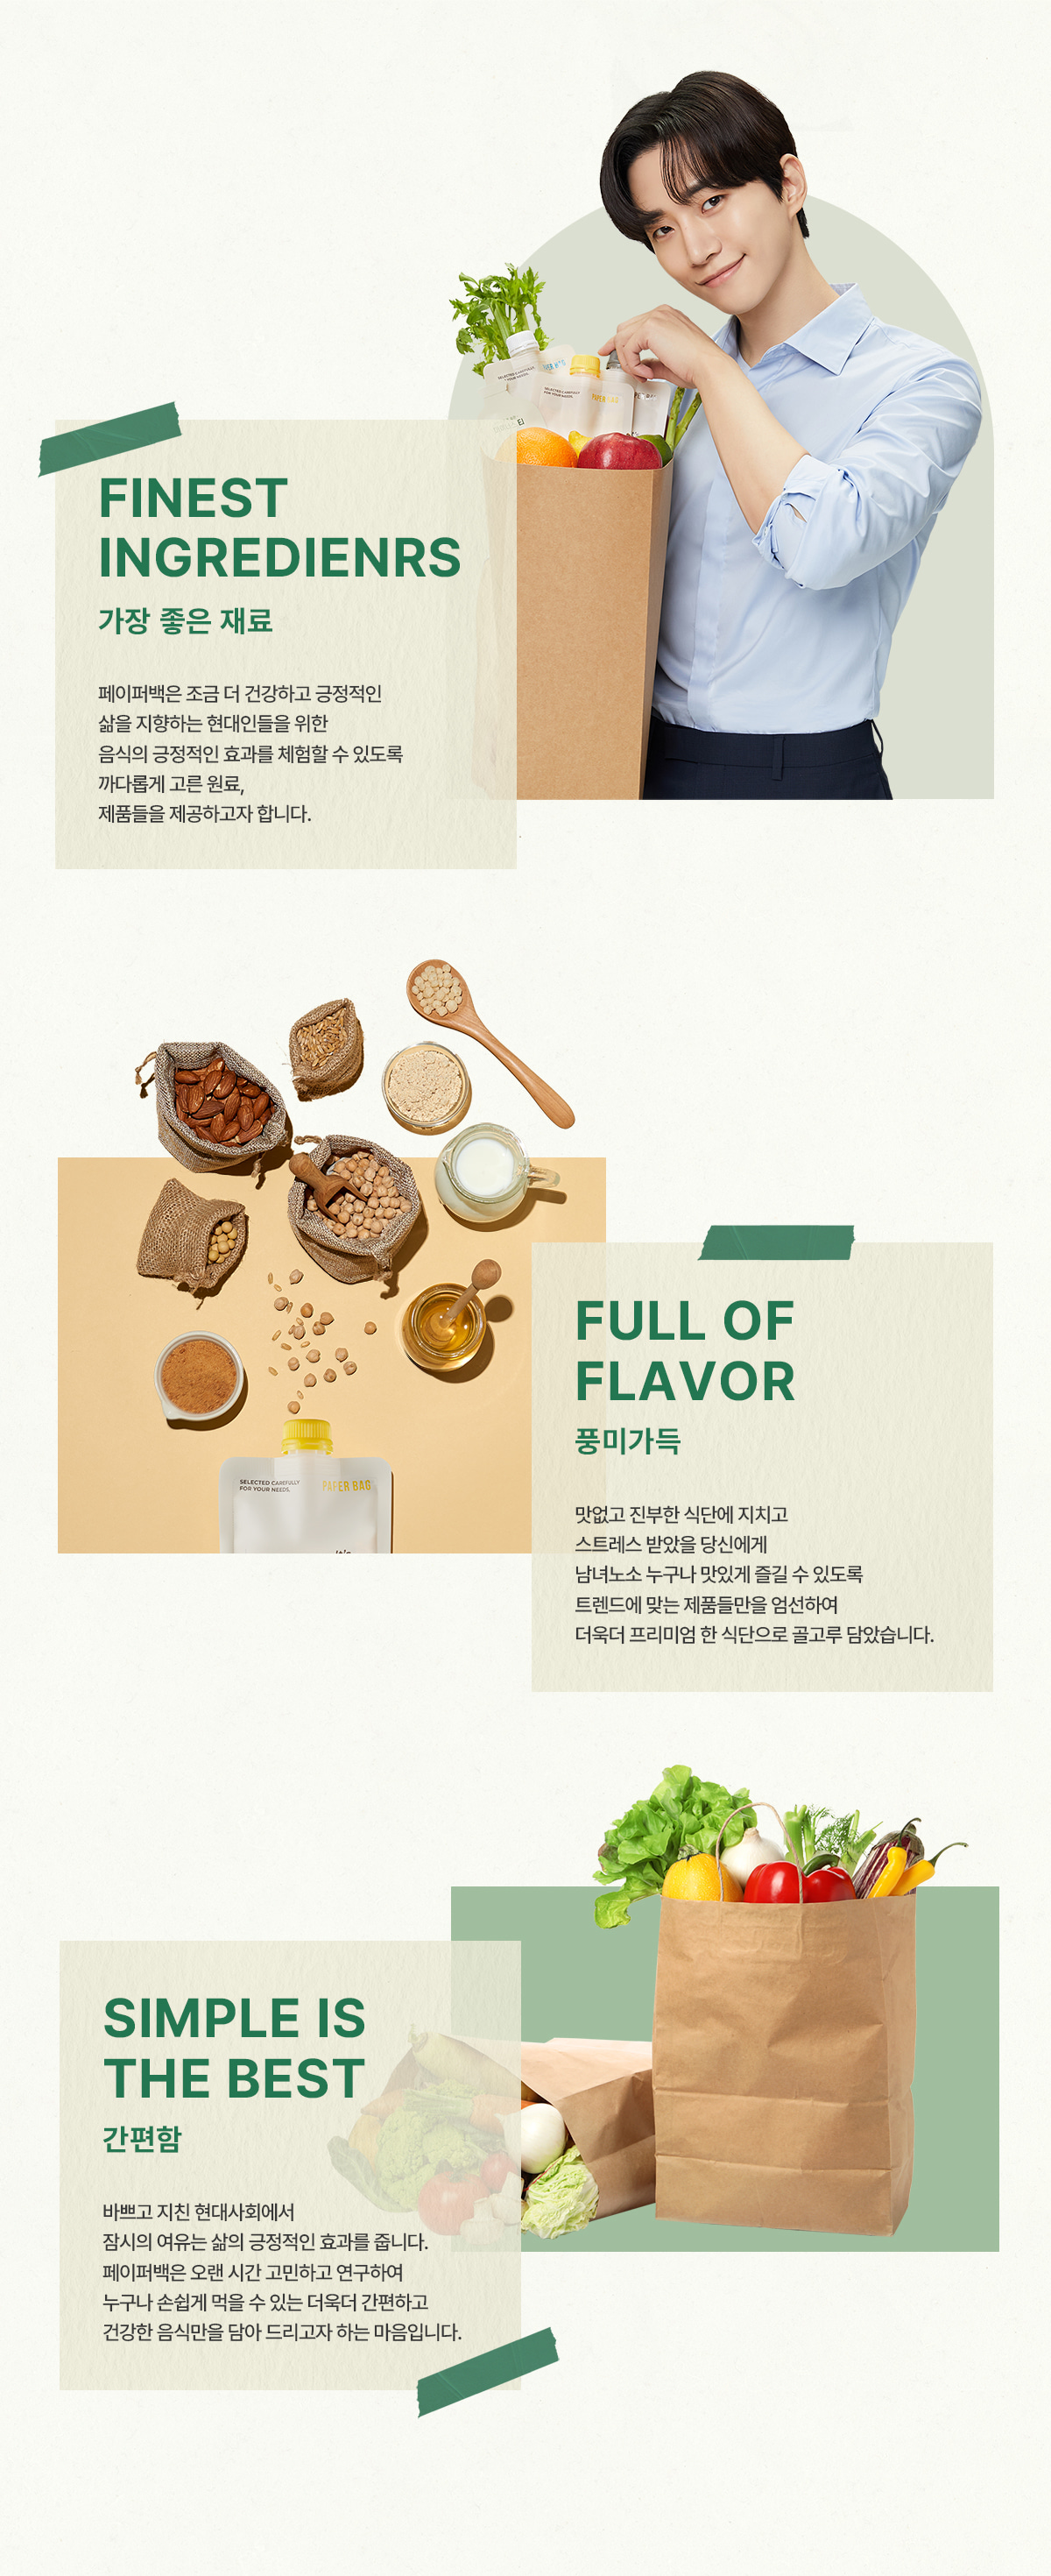 SELECTED CAREFULLY
FOR YOUR NEEDS.
PAPER BAG
FINEST
INGREDIENRS
가장 좋은 재료
페이퍼백은 조금 더 건강하고 긍정적인
삶을 지향하는 현대인들을 위한
음식의 긍정적인 효과를 체험할 수 있도록
까다롭게 고른 원료,
제품들을 제공하고자 합니다.
SELECTED CAREFULLY
FOR YOUR NEEDS.
PAPER BAG
It's
FULL OF
FLAVOR
풍미가득
맛없고 진부한 식단에 지치고
스트레스 받았을 당신에게
남녀노소 누구나 맛있게 즐길 수 있도록
트렌드에 맞는 제품들만을 엄선하여
더욱더 프리미엄 한 식단으로 골고루 담았습니다.
SIMPLE IS
THE BEST
간편함
바쁘고 지친 현대사회에서
잠시의 여유는 삶의 긍정적인 효과를 줍니다.
페이퍼백은 오랜 시간 고민하고 연구하여
누구나 손쉽게 먹을 수 있는 더욱더 간편하고
건강한 음식만을 담아 드리고자 하는 마음입니다.